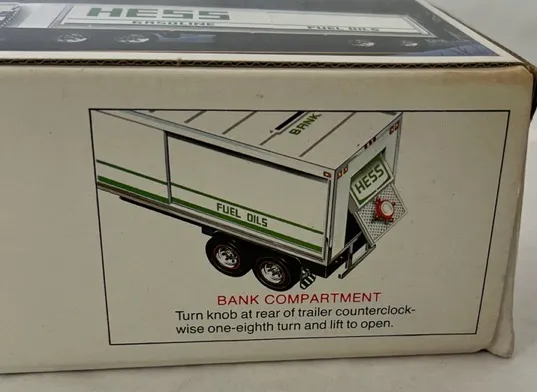 HESS
GASOLINE
FUEL OILS
BANK
HESS
FUEL OILS
BANK COMPARTMENT
Turn knob at rear of trailer counterclock-
wise one-eighth turn and lift to open.